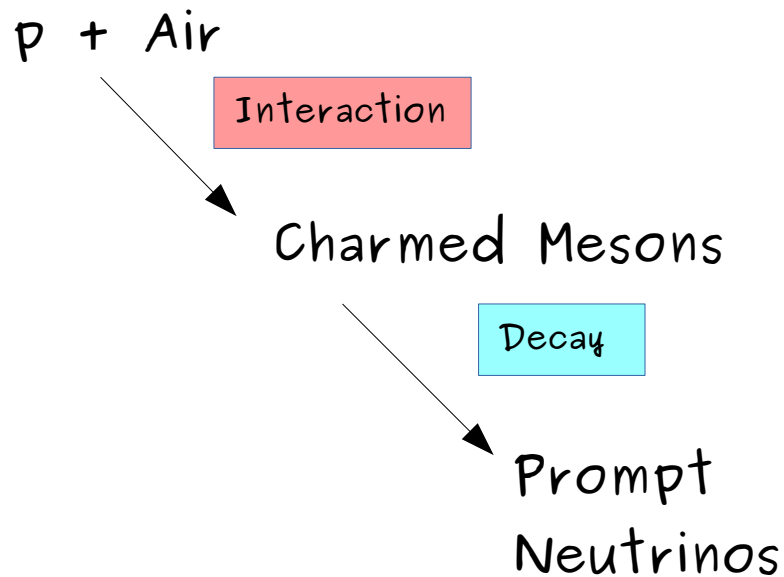 p + Air
Interaction
Charmed Mesons
Decay
Prompt
Neutrinos